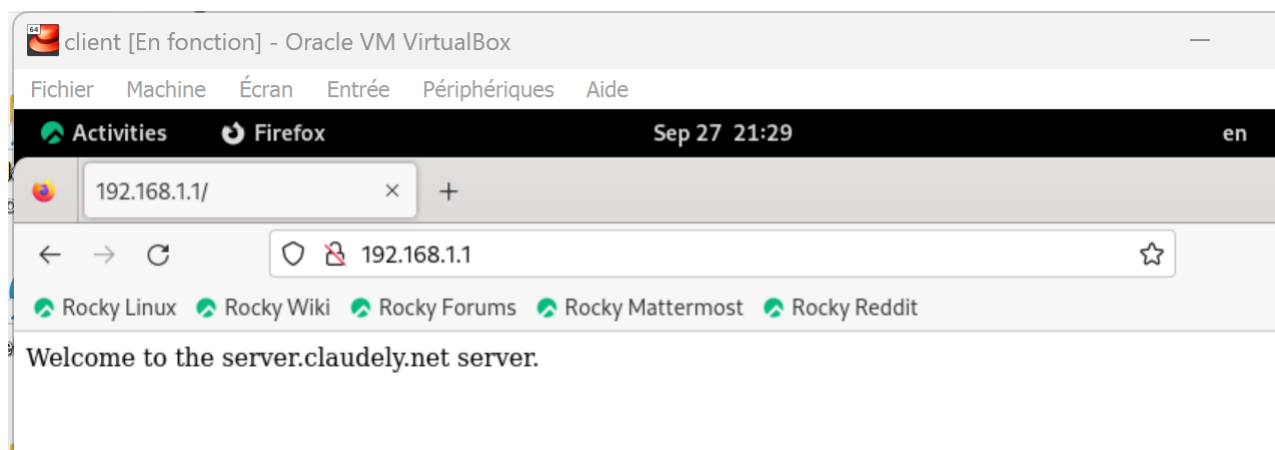 64 client [En fonction] - Oracle VM VirtualBox
Fichier Machine Écran Entrée Périphériques Aide
Activities Firefox Sep 27 21:29 en
192.168.1.1/
192.168.1.1
Rocky Linux Rocky Wiki Rocky Forums Rocky Mattermost Rocky Reddit
Welcome to the server.claudely.net server.